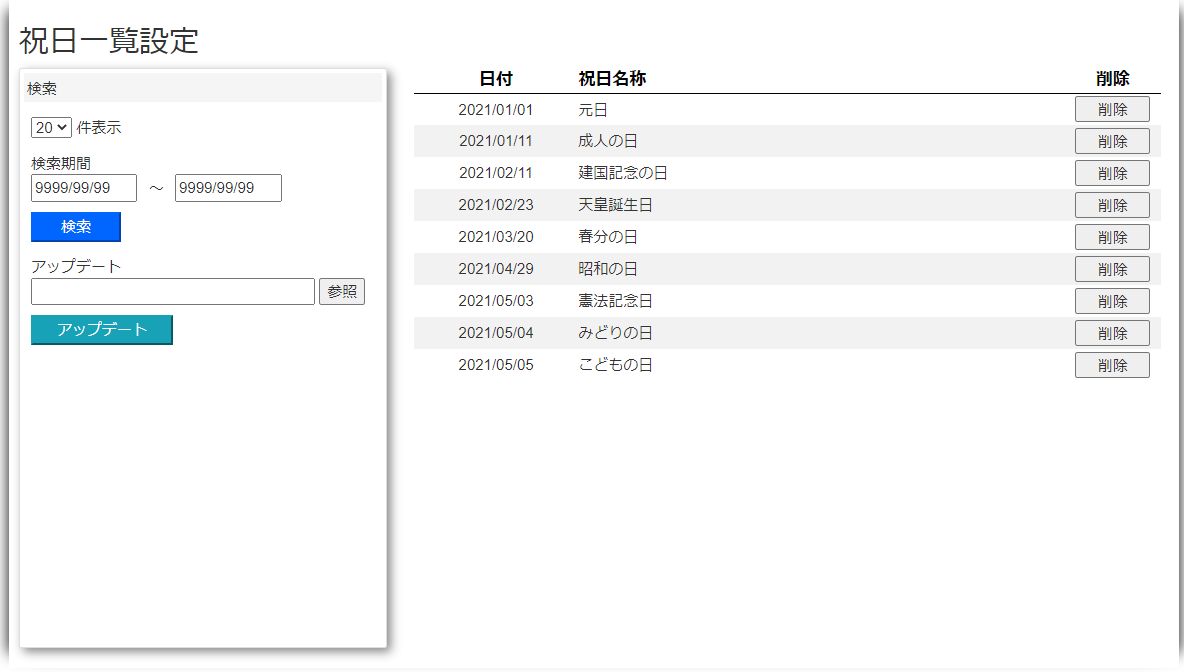 祝日一覧設定
検索
20 件表示
検索期間
9999/99/99 ～ 9999/99/99
検索
アップデート
参照
アップデート
日付 祝日名称 削除
2021/01/01 元日 削除
2021/01/11 成人の日 削除
2021/02/11 建国記念の日 削除
2021/02/23 天皇誕生日 削除
2021/03/20 春分の日 削除
2021/04/29 昭和の日 削除
2021/05/03 憲法記念日 削除
2021/05/04 みどりの日 削除
2021/05/05 こどもの日 削除